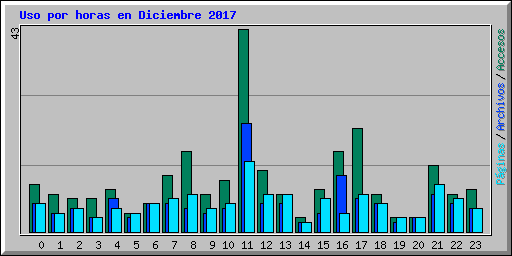 Uso por horas en Diciembre 2017
43
Páginas / Archivos / Accesos
0 1 2 3 4 5 6 7 8 9 10 11 12 13 14 15 16 17 18 19 20 21 22 23